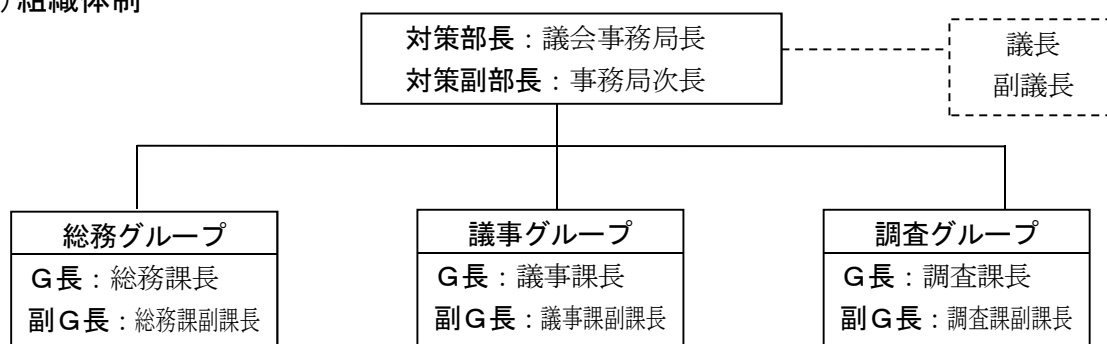 )組織体制
対策部長：議会事務局長
対策副部長：事務局次長
議長
副議長
総務グループ
Ｇ長：総務課長
副Ｇ長：総務課副課長
議事グループ
Ｇ長：議事課長
副Ｇ長：議事課副課長
調査グループ
Ｇ長：調査課長
副Ｇ長：調査課副課長